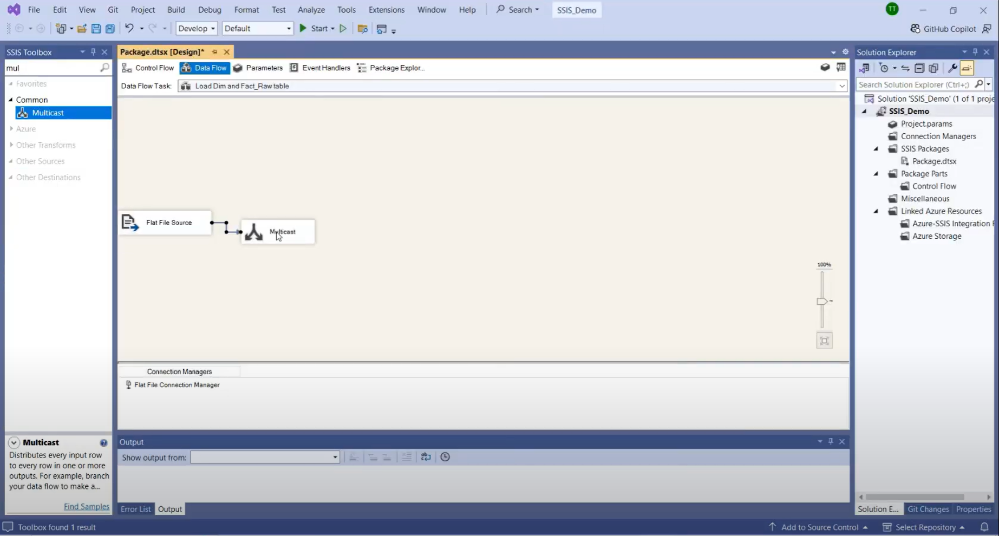 File Edit View Git Project Build Debug Format Test Analyze Tools Extensions Window Help Search SSIS_Demo TT
Develop Default Start GitHub Copilot
SSIS Toolbox
mul
Favorites
Common
Multicast
Azure
Other Transforms
Other Sources
Other Destinations
Multicast
Distributes every input row
to every row in one or more
outputs. For example, branch
your data flow to make a...
Find Samples
Package.dtsx [Design]*
Control Flow Data Flow Parameters Event Handlers Package Explor...
Data Flow Task: Load Dim and Fact_Raw table
Flat File Source
Multicast
100%
Connection Managers
Flat File Connection Manager
Output
Show output from:
Error List Output
Solution Explorer
Search Solution Explorer (Ctrl+;)
Solution 'SSIS_Demo' (1 of 1 proje
SSIS_Demo
Project.params
Connection Managers
SSIS Packages
Package.dtsx
Package Parts
Control Flow
Miscellaneous
Linked Azure Resources
Azure-SSIS Integration
Azure Storage
Solution E... Git Changes Properties
Toolbox found 1 result Add to Source Control Select Repository